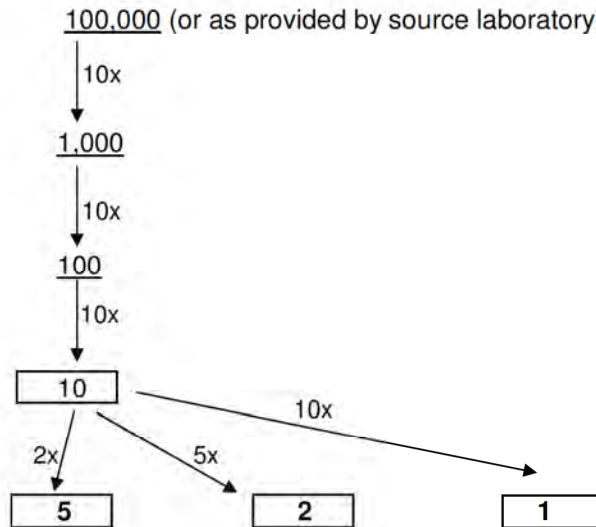 100,000 (or as provided by source laboratory
10x
1,000
10x
100
10x
10
10x
2x
5x
5
2
1